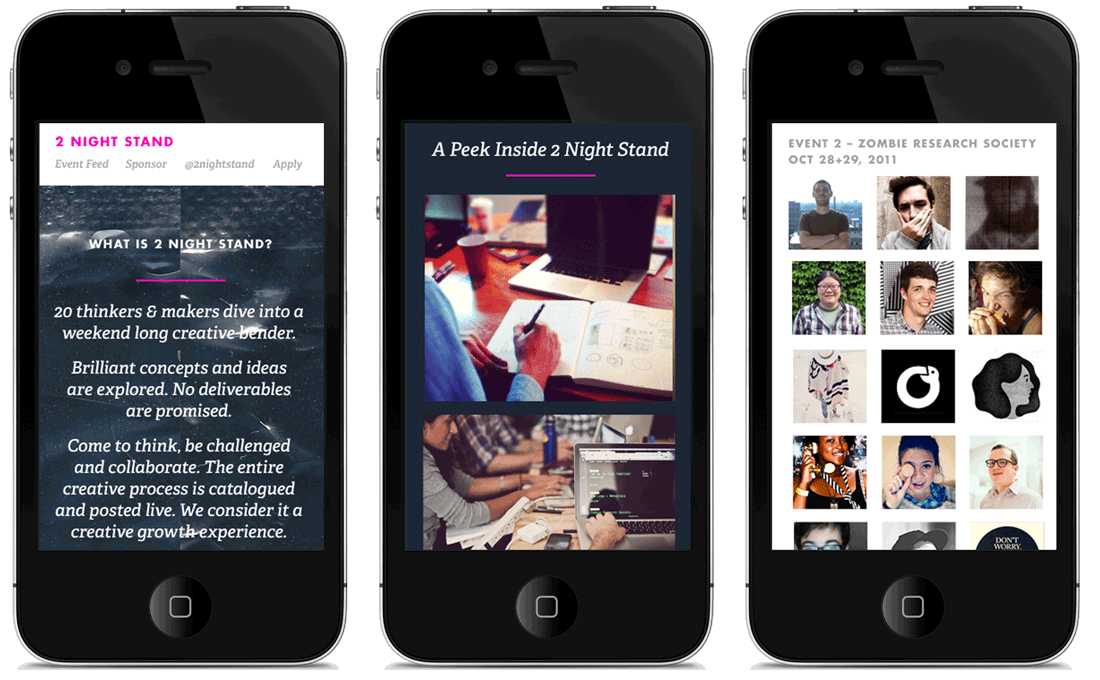 2 NIGHT STAND
Event Feed Sponsor @2nightstand Apply
WHAT IS 2 NIGHT STAND?
20 thinkers & makers dive into a
weekend long creative bender.
Brilliant concepts and ideas
are explored. No deliverables
are promised.
Come to think, be challenged
and collaborate. The entire
creative process is catalogued
and posted live. We consider it a
creative growth experience.
A Peek Inside 2 Night Stand
EVENT 2 – ZOMBIE RESEARCH SOCIETY
OCT 28+29, 2011
DON'T
WORRY,